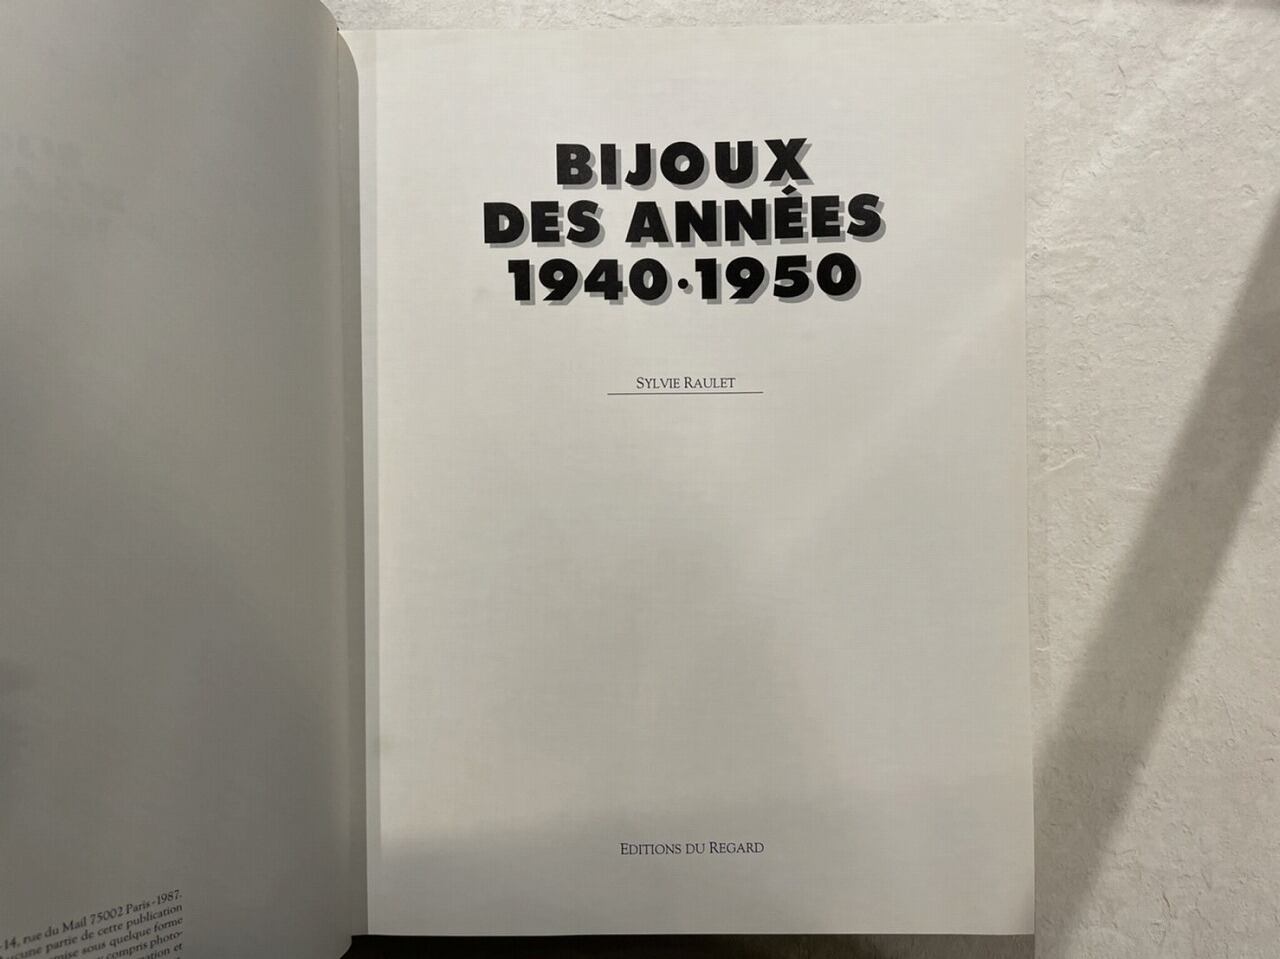 BIJOUX
DES ANNÉES
1940·1950
SYLVIE RAULET
EDITIONS DU REGARD
14, rue du Mail 75002 Paris - 1987.
aucune partie de cette publication
sous quelque forme
compris photo-
et